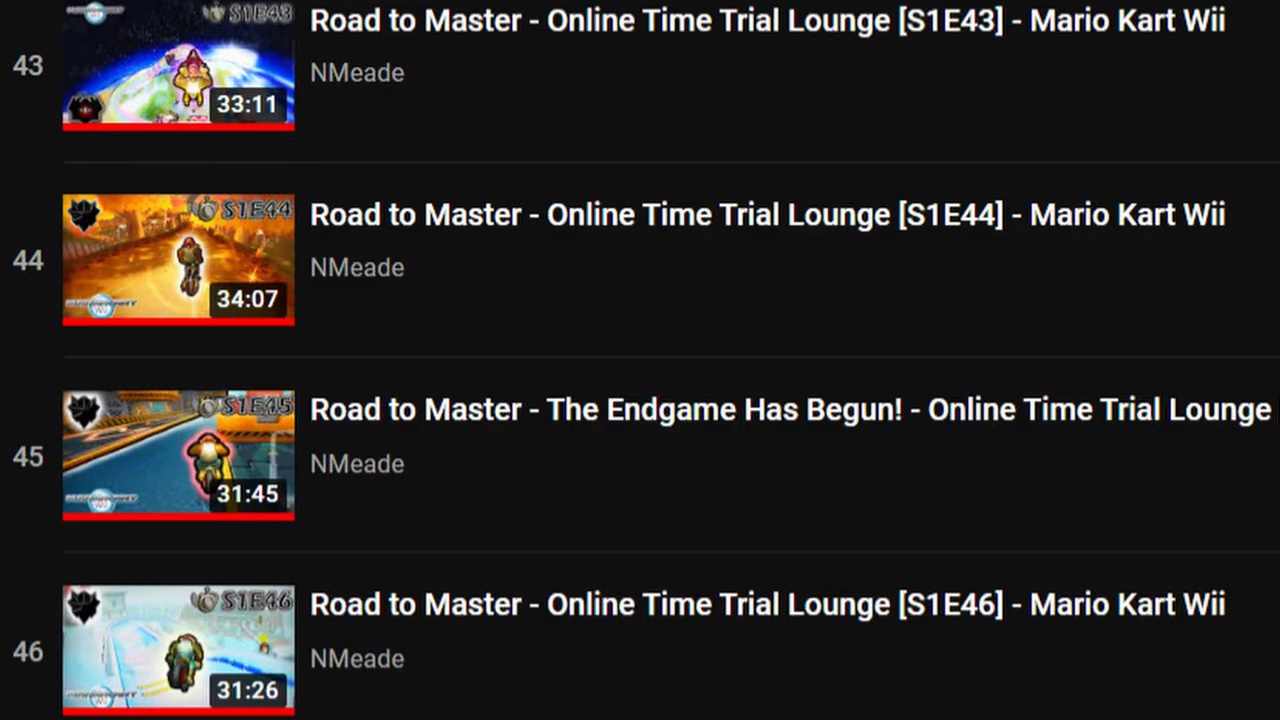 S1E43
Road to Master - Online Time Trial Lounge [S1E43] - Mario Kart Wii
43
NMeade
33:11
S1E44
Road to Master - Online Time Trial Lounge [S1E44] - Mario Kart Wii
44
NMeade
34:07
S1E45
Road to Master - The Endgame Has Begun! - Online Time Trial Lounge
45
NMeade
31:45
S1E46
Road to Master - Online Time Trial Lounge [S1E46] - Mario Kart Wii
46
NMeade
31:26